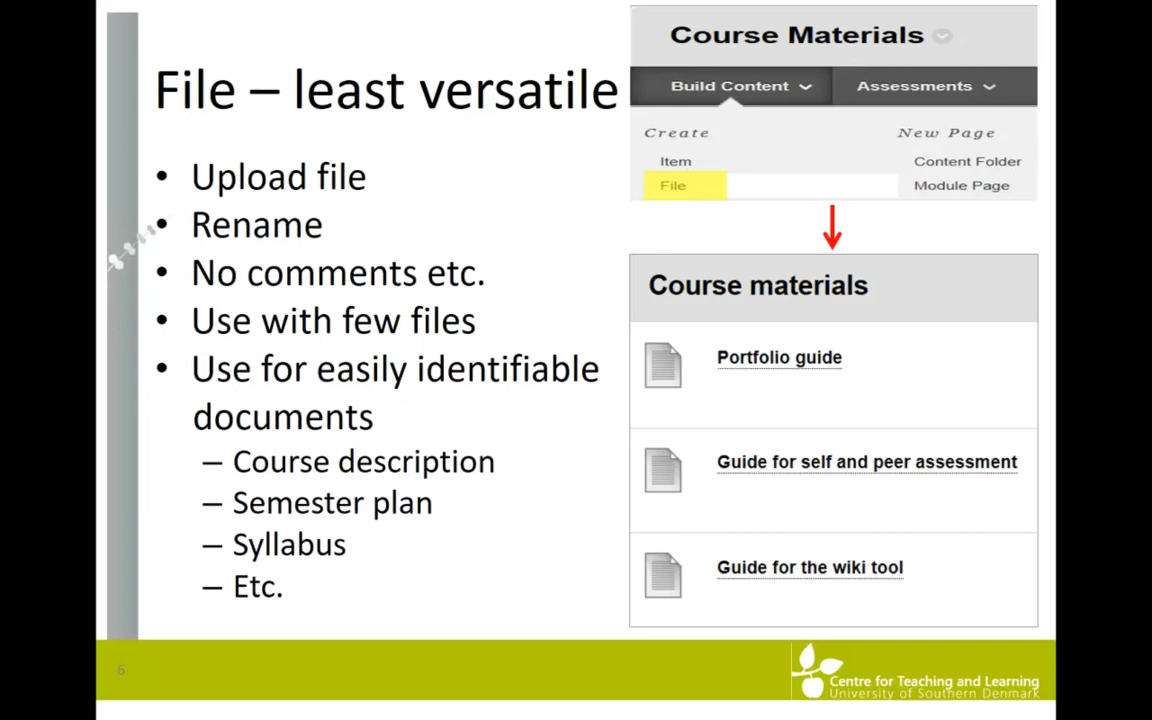 File – least versatile
• Upload file
• Rename
• No comments etc.
• Use with few files
• Use for easily identifiable
documents
– Course description
– Semester plan
– Syllabus
– Etc.
Course Materials
Build Content
Assessments
Create
New Page
Item
Content Folder
File
Module Page
Course materials
Portfolio guide
Guide for self and peer assessment
Guide for the wiki tool
6
Centre for Teaching and Learning
University of Southern Denmark